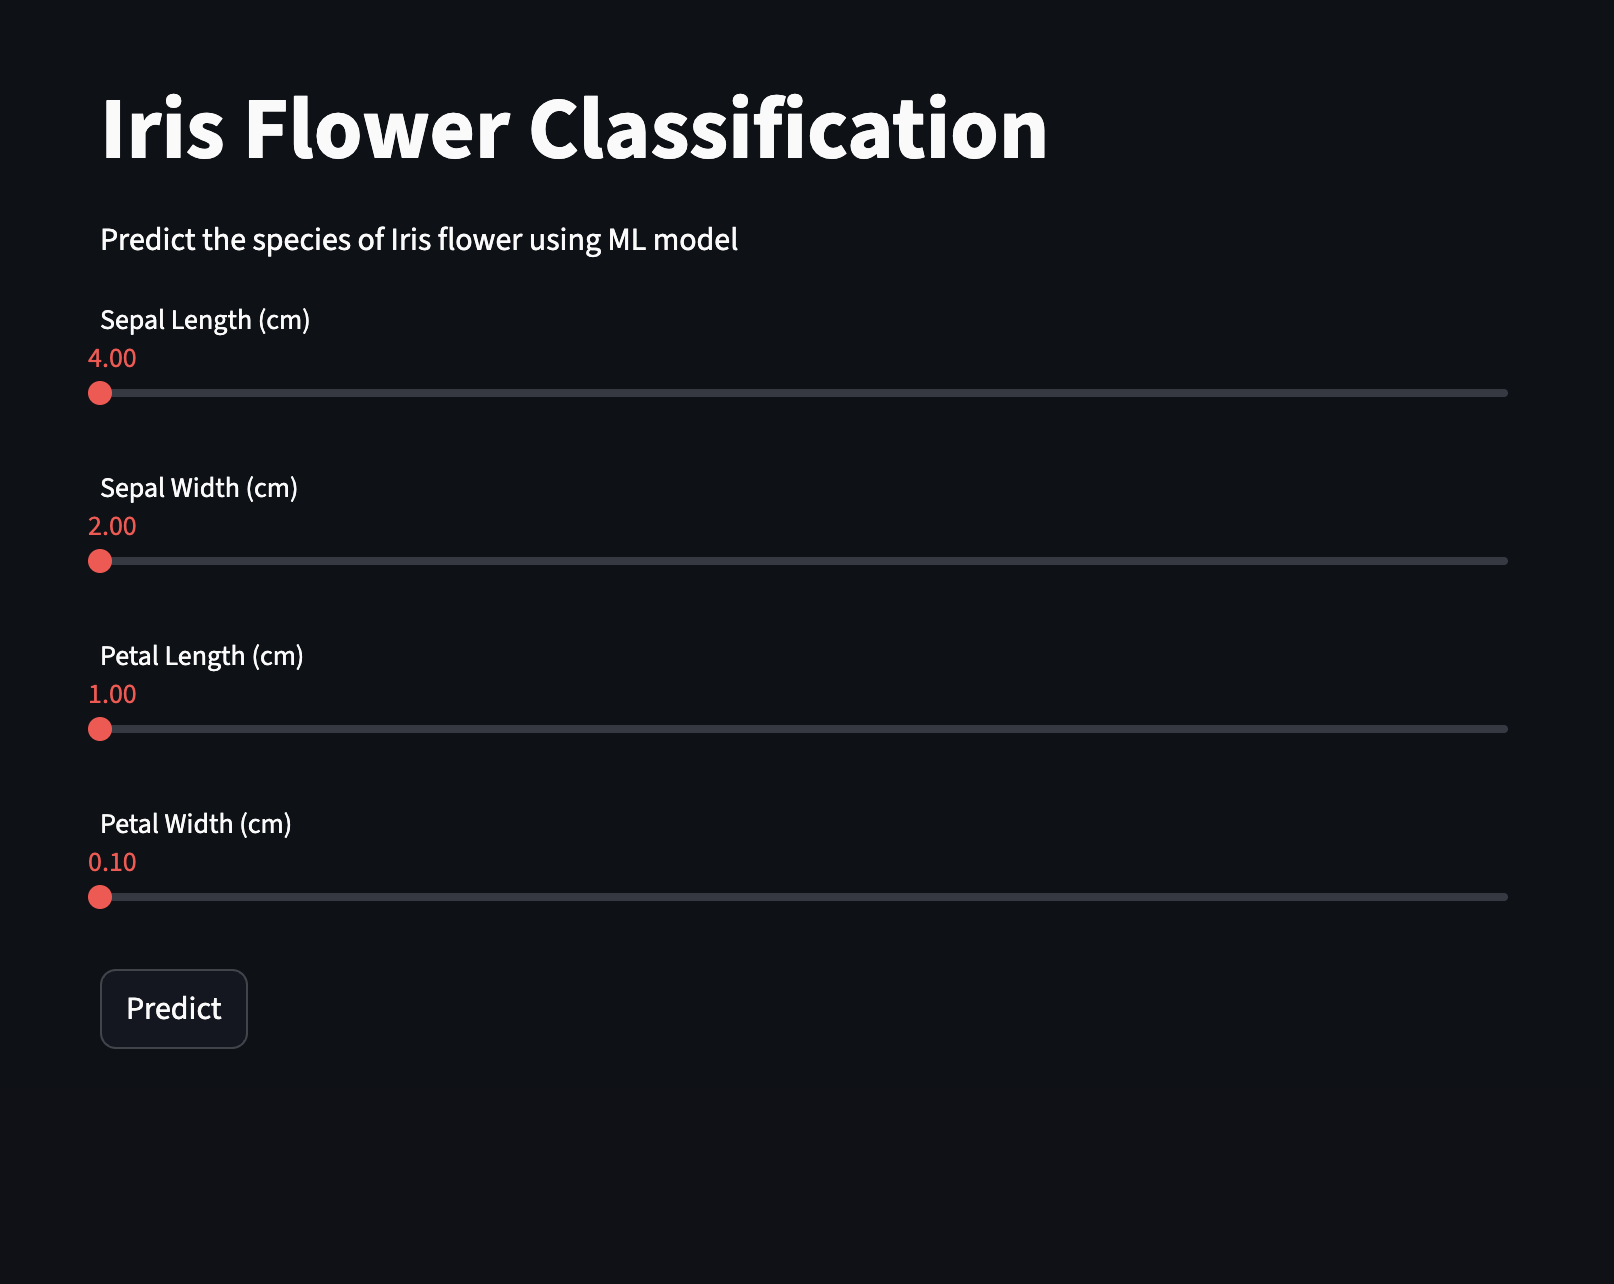 Iris Flower Classification
Predict the species of Iris flower using ML model
Sepal Length (cm)
4.00
Sepal Width (cm)
2.00
Petal Length (cm)
1.00
Petal Width (cm)
0.10
Predict